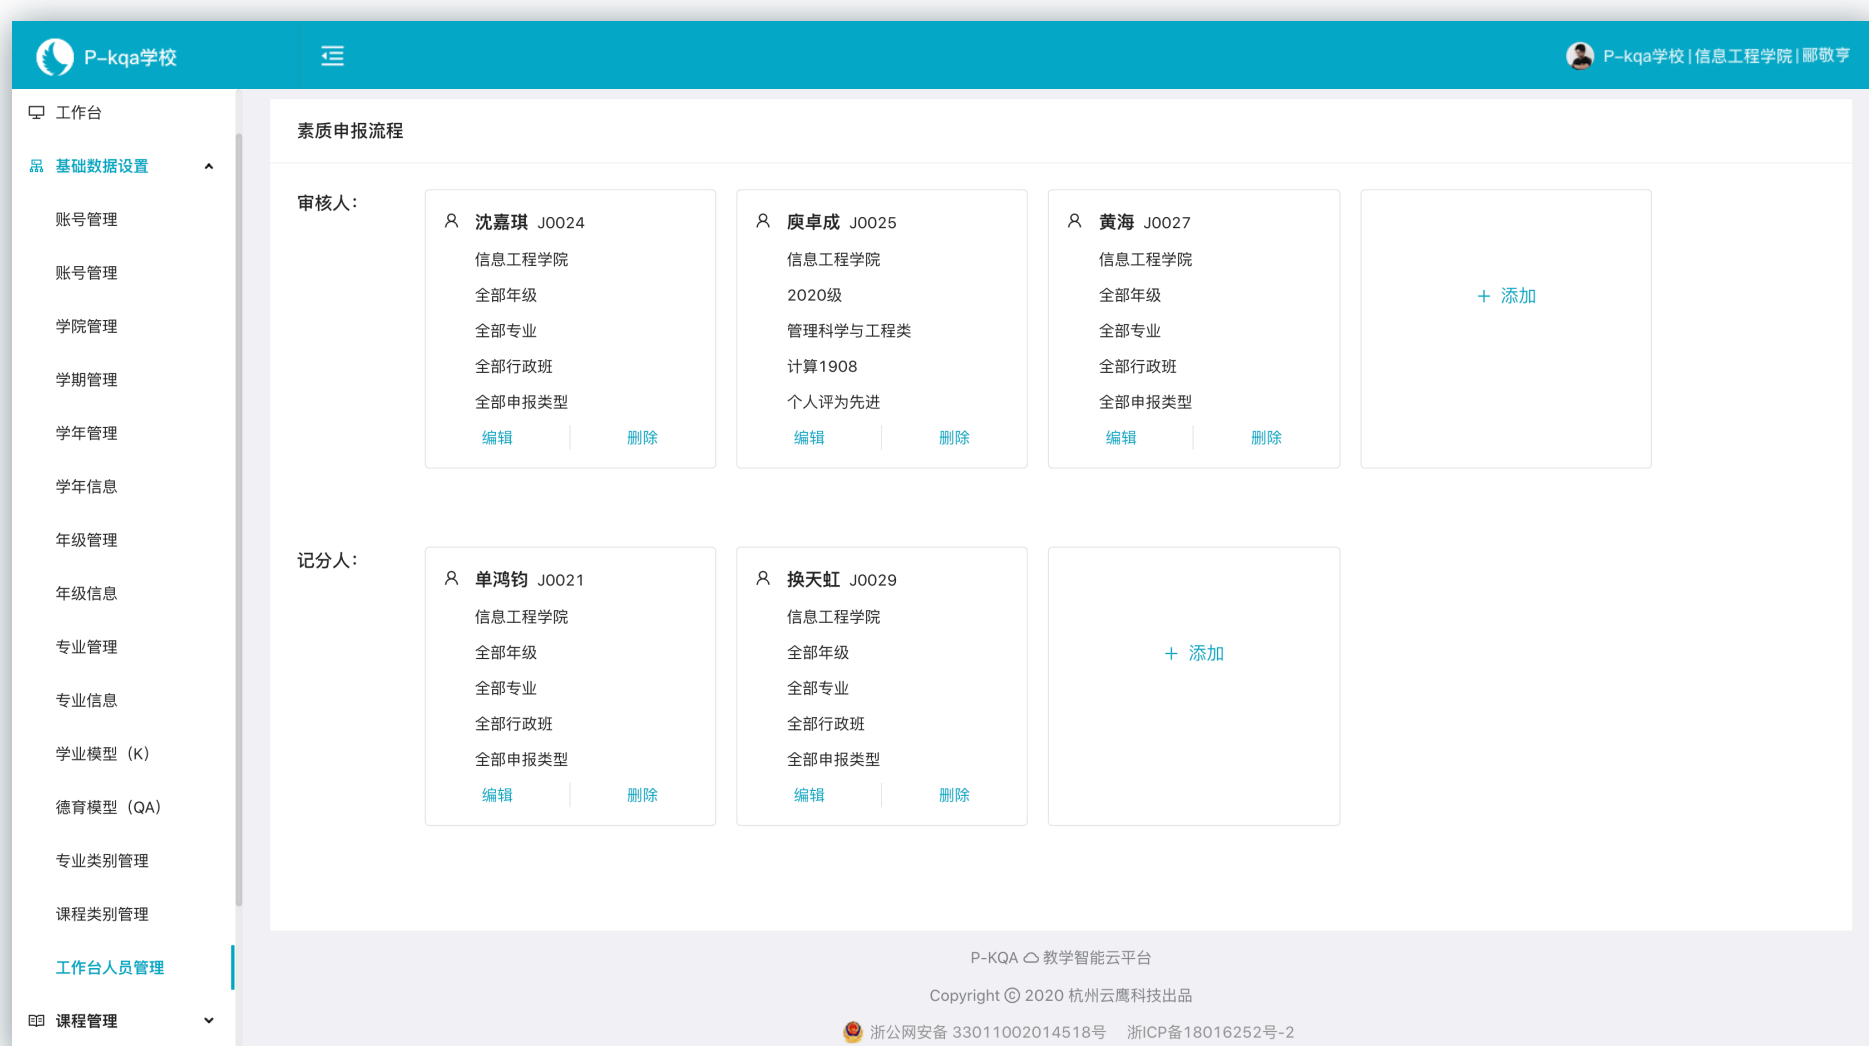 P-kqa学校
P-kqa学校|信息工程学院|郦敬亨
工作台
基础数据设置
账号管理
账号管理
学院管理
学期管理
学年管理
学年信息
年级管理
年级信息
专业管理
专业信息
学业模型（K）
德育模型（QA）
专业类别管理
课程类别管理
工作台人员管理
课程管理
素质申报流程
审核人：
沈嘉琪 J0024
信息工程学院
全部年级
全部专业
全部行政班
全部申报类型
编辑 删除
庾卓成 J0025
信息工程学院
2020级
管理科学与工程类
计算1908
个人评为先进
编辑 删除
黄海 J0027
信息工程学院
全部年级
全部专业
全部行政班
全部申报类型
编辑 删除
+ 添加
记分人：
单鸿钧 J0021
信息工程学院
全部年级
全部专业
全部行政班
全部申报类型
编辑 删除
换天虹 J0029
信息工程学院
全部年级
全部专业
全部行政班
全部申报类型
编辑 删除
+ 添加
P-KQA 教学智能云平台
Copyright © 2020 杭州云鹰科技出品
浙公网安备 33011002014518号 浙ICP备18016252号-2